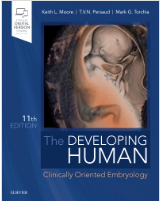 Keith L. Moore | T.V.N. Persaud | Mark G. Torchia
11th
EDITION
The DEVELOPING
HUMAN
Clinically Oriented Embryology
ELSEVIER